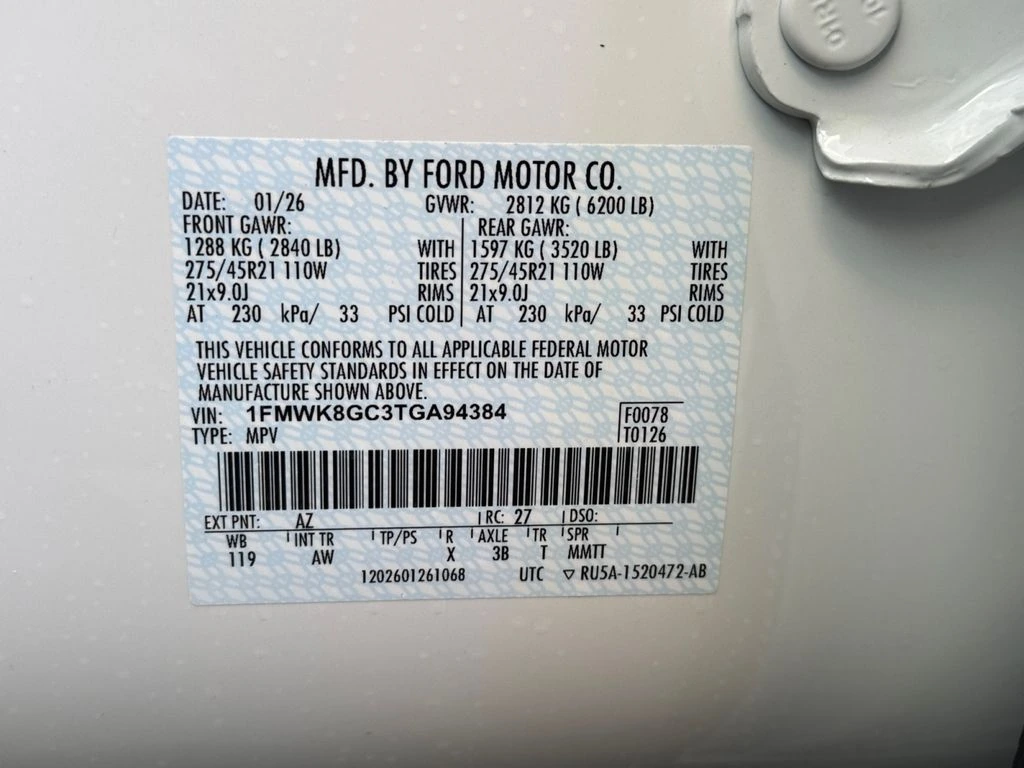 MFD. BY FORD MOTOR CO.
DATE: 01/26 GVWR: 2812 KG ( 6200 LB)
FRONT GAWR: REAR GAWR:
1288 KG ( 2840 LB) WITH 1597 KG ( 3520 LB) WITH
275/45R21 110W TIRES 275/45R21 110W TIRES
21x9.0J RIMS 21x9.0J RIMS
AT 230 kPa/ 33 PSI COLD AT 230 kPa/ 33 PSI COLD
THIS VEHICLE CONFORMS TO ALL APPLICABLE FEDERAL MOTOR
VEHICLE SAFETY STANDARDS IN EFFECT ON THE DATE OF
MANUFACTURE SHOWN ABOVE.
VIN: 1FMWK8GC3TGA94384 F0078
TYPE: MPV T0126
EXT PNT: AZ RC: 27 DSO:
WB INT TR TP/PS R AXLE TR SPR
119 AW X 3B T MMTT
1202601261068 UTC ▽ RU5A-1520472-AB